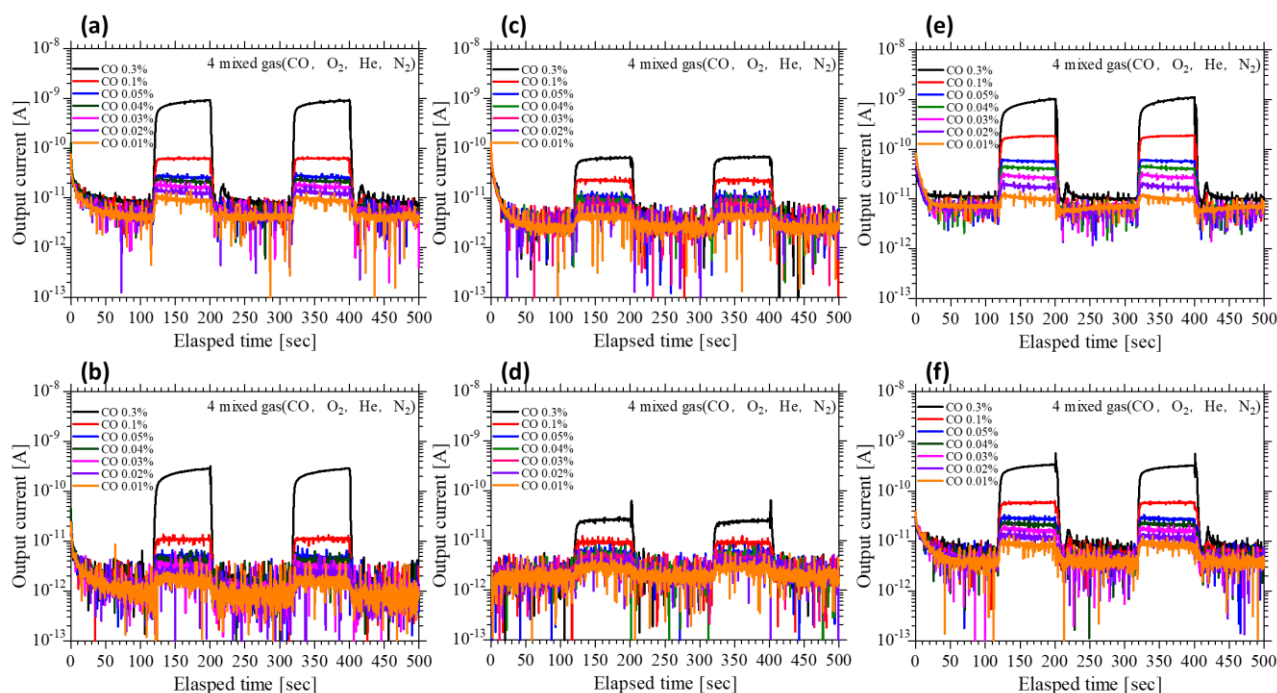 (a)
4 mixed gas(CO, O2, He, N2)
CO 0.3%
CO 0.1%
CO 0.05%
CO 0.04%
CO 0.03%
CO 0.02%
CO 0.01%
Output current [A]
10-8
10-9
10-10
10-11
10-12
10-13
0 50 100 150 200 250 300 350 400 450 500
Elasped time [sec]
(c)
4 mixed gas(CO, O2, He, N2)
CO 0.3%
CO 0.1%
CO 0.05%
CO 0.04%
CO 0.03%
CO 0.02%
CO 0.01%
Output current [A]
10-8
10-9
10-10
10-11
10-12
10-13
0 50 100 150 200 250 300 350 400 450 500
Elasped time [sec]
(e)
4 mixed gas(CO, O2, He, N2)
CO 0.3%
CO 0.1%
CO 0.05%
CO 0.04%
CO 0.03%
CO 0.02%
CO 0.01%
Output current [A]
10-8
10-9
10-10
10-11
10-12
10-13
0 50 100 150 200 250 300 350 400 450 500
Elasped time [sec]
(b)
4 mixed gas(CO, O2, He, N2)
CO 0.3%
CO 0.1%
CO 0.05%
CO 0.04%
CO 0.03%
CO 0.02%
CO 0.01%
Output current [A]
10-8
10-9
10-10
10-11
10-12
10-13
0 50 100 150 200 250 300 350 400 450 500
Elasped time [sec]
(d)
4 mixed gas(CO, O2, He, N2)
CO 0.3%
CO 0.1%
CO 0.05%
CO 0.04%
CO 0.03%
CO 0.02%
CO 0.01%
Output current [A]
10-8
10-9
10-10
10-11
10-12
10-13
0 50 100 150 200 250 300 350 400 450 500
Elasped time [sec]
(f)
4 mixed gas(CO, O2, He, N2)
CO 0.3%
CO 0.1%
CO 0.05%
CO 0.04%
CO 0.03%
CO 0.02%
CO 0.01%
Output current [A]
10-8
10-9
10-10
10-11
10-12
10-13
0 50 100 150 200 250 300 350 400 450 500
Elasped time [sec]